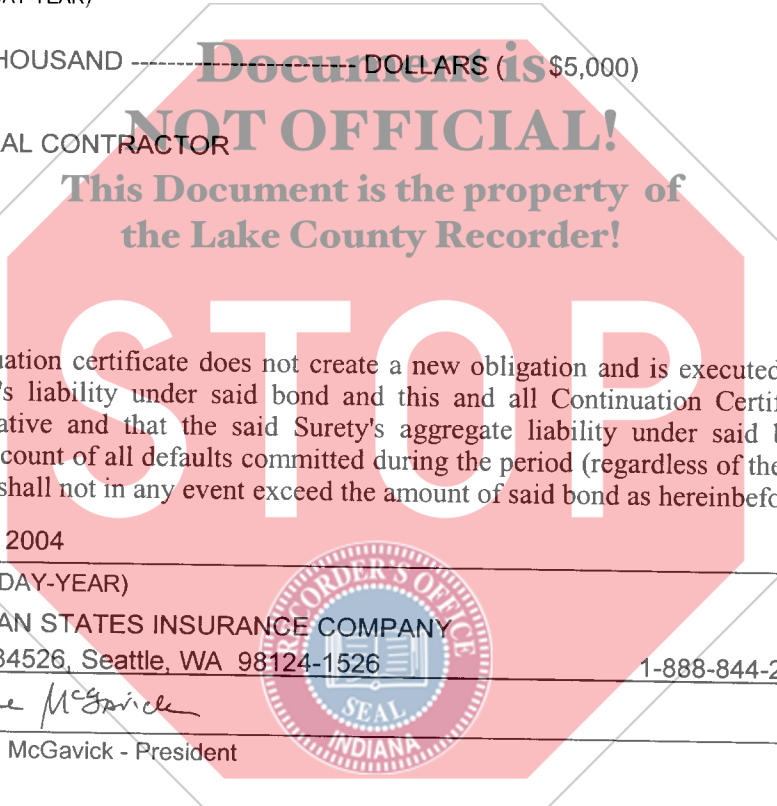 HOUSAND ------------------------- DOLLARS ( $5,000)
Document is
NOT OFFICIAL!
AL CONTRACTOR
This Document is the property of
the Lake County Recorder!
STOP
uation certificate does not create a new obligation and is executed
's liability under said bond and this and all Continuation Certif
ative and that the said Surety's aggregate liability under said
count of all defaults committed during the period (regardless of the
shall not in any event exceed the amount of said bond as hereinbefo
2004
DAY-YEAR)
AN STATES INSURANCE COMPANY
34526, Seattle, WA 98124-1526 1-888-844-2
McGavick
McGavick - President
RECORDER'S OFFICE
SEAL
INDIANA